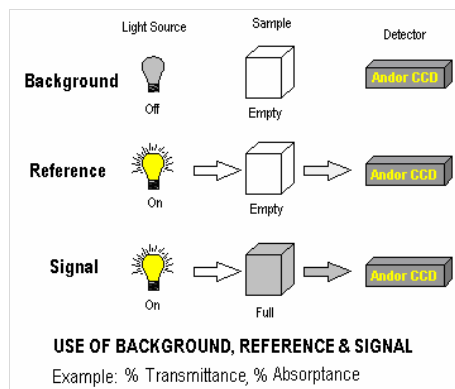 Light Source Sample Detector
Background Andor CCD
Off Empty
Reference Andor CCD
On Empty
Signal Andor CCD
On Full
USE OF BACKGROUND, REFERENCE & SIGNAL
Example: % Transmittance, % Absorptance